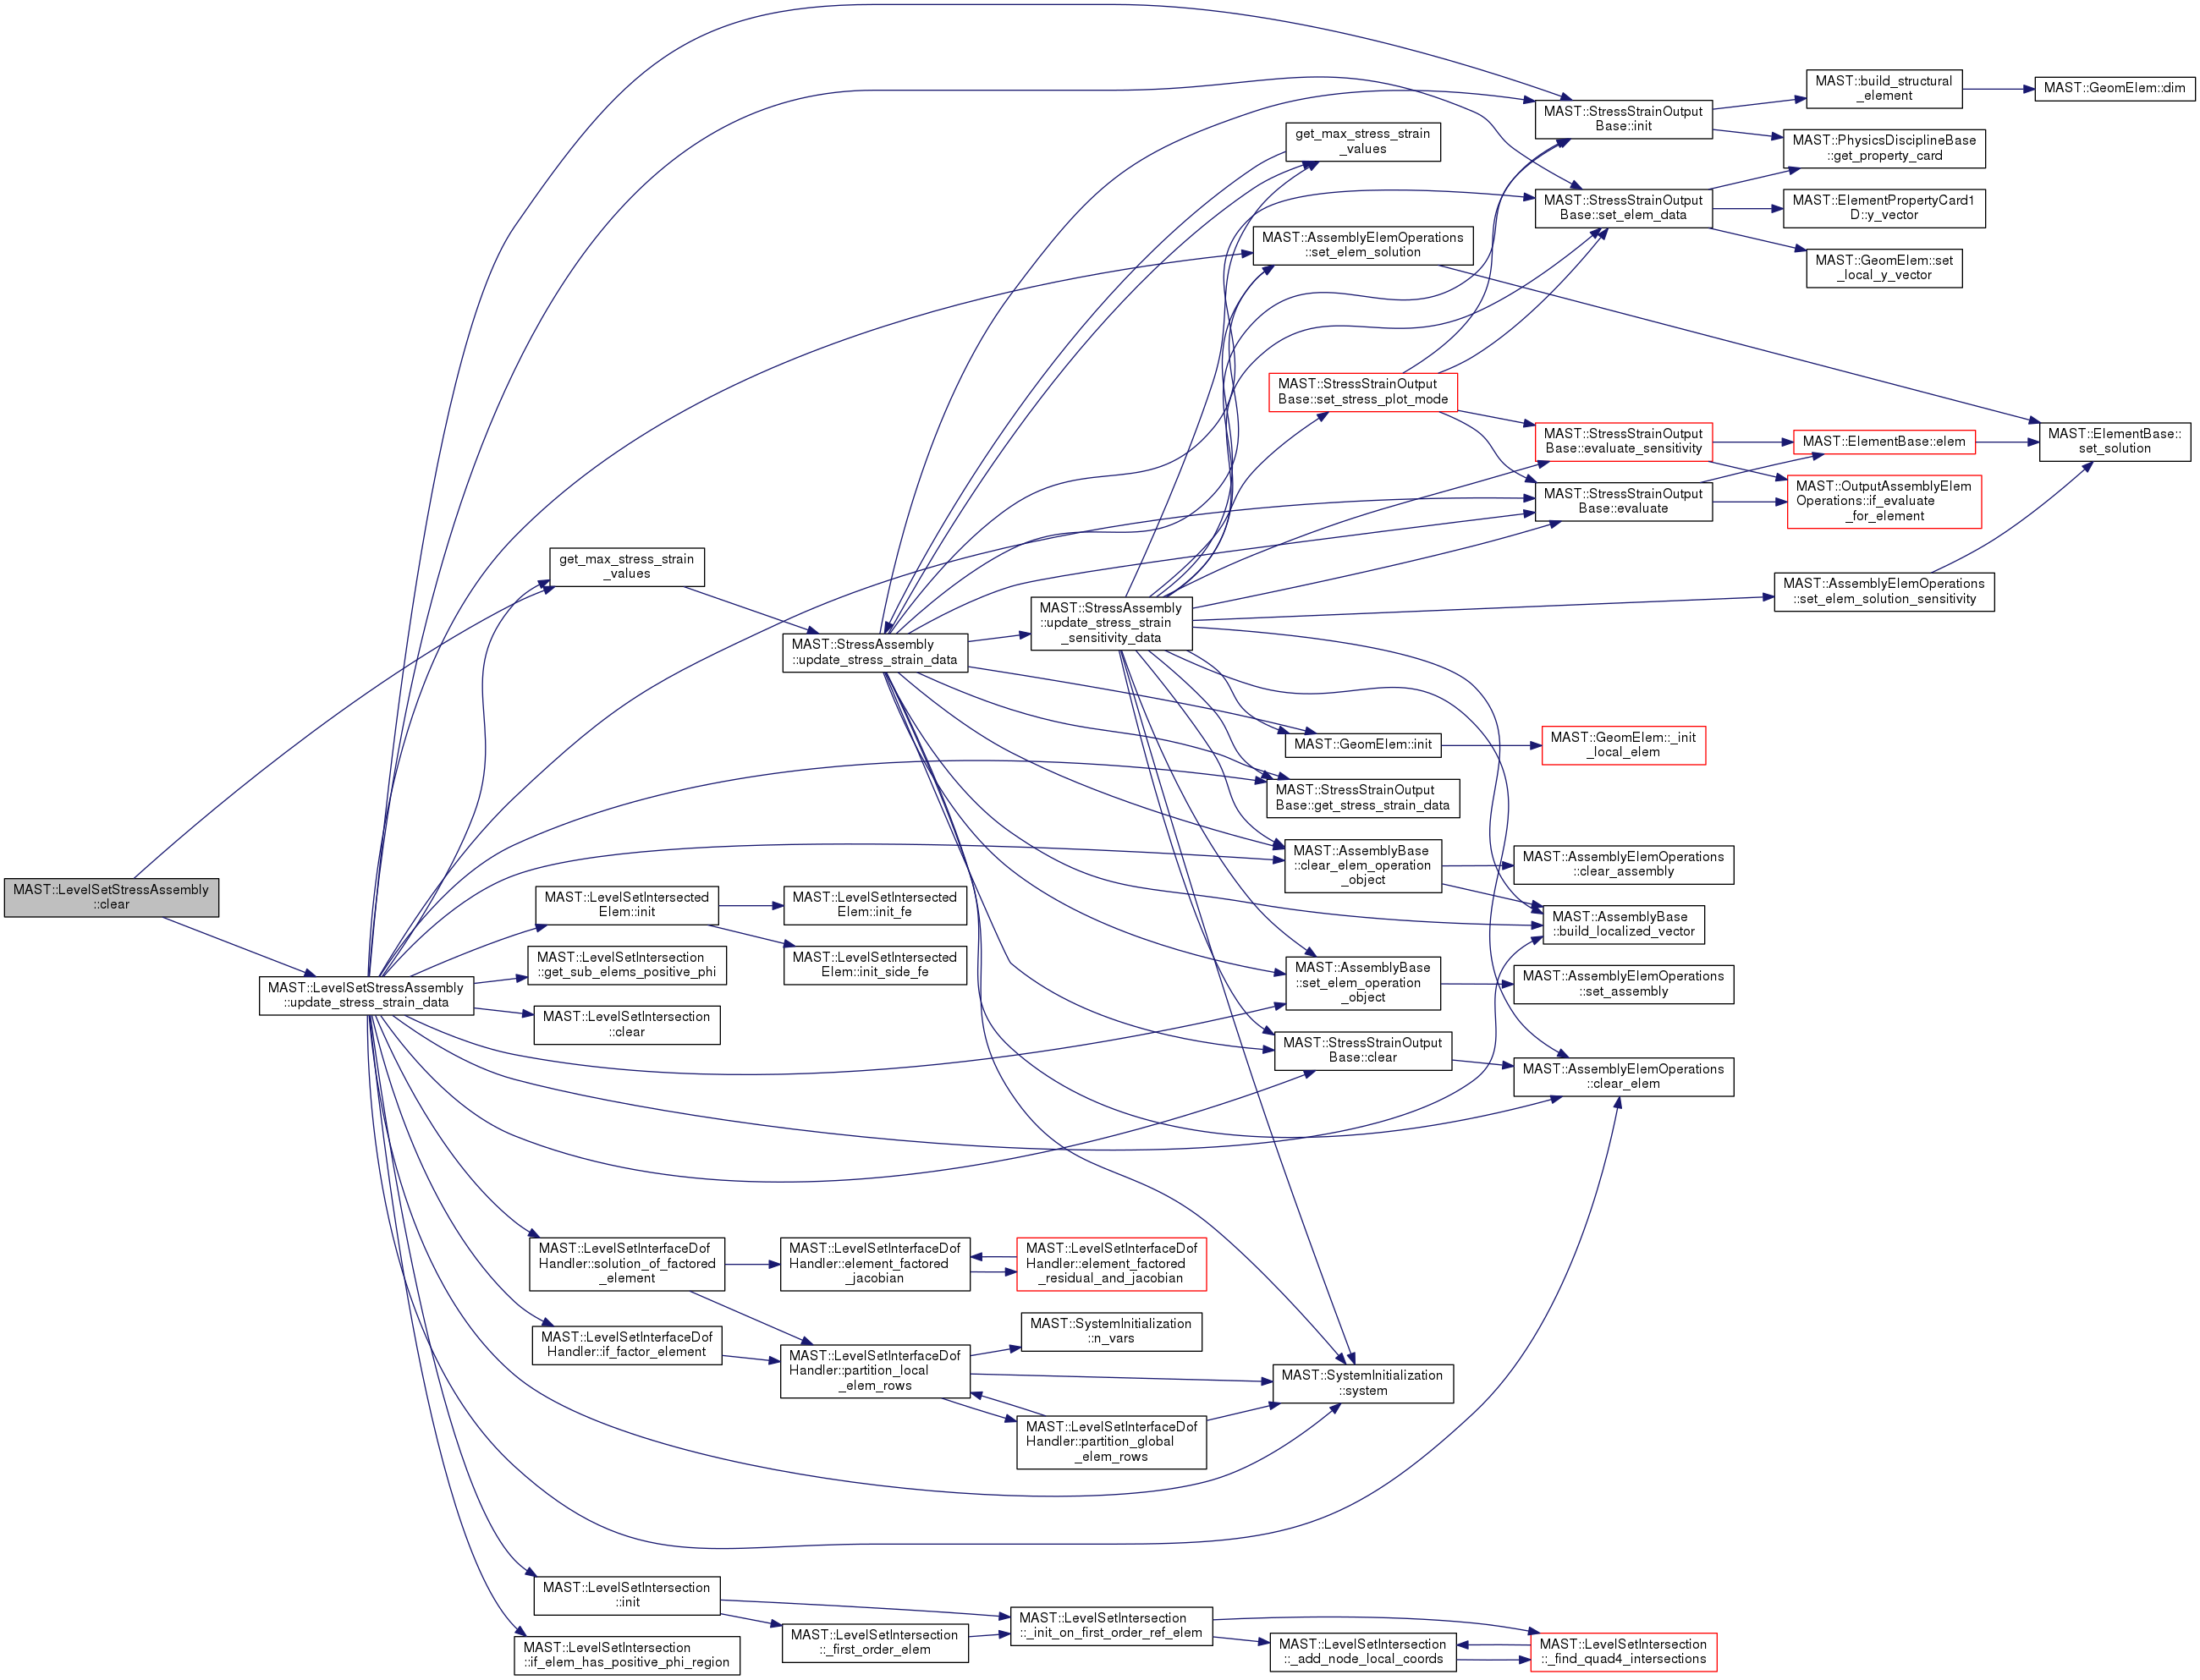 MAST::LevelSetStressAssembly
::clear
get_max_stress_strain
_values
MAST::LevelSetStressAssembly
::update_stress_strain_data
MAST::StressAssembly
::update_stress_strain_data
MAST::LevelSetIntersected
Elem::init
MAST::LevelSetIntersected
Elem::init_fe
MAST::LevelSetIntersected
Elem::init_side_fe
MAST::LevelSetIntersection
::get_sub_elems_positive_phi
MAST::LevelSetIntersection
::clear
MAST::LevelSetInterfaceDof
Handler::solution_of_factored
_element
MAST::LevelSetInterfaceDof
Handler::element_factored
_jacobian
MAST::LevelSetInterfaceDof
Handler::element_factored
_residual_and_jacobian
MAST::LevelSetInterfaceDof
Handler::if_factor_element
MAST::LevelSetInterfaceDof
Handler::partition_local
_elem_rows
MAST::SystemInitialization
::n_vars
MAST::LevelSetInterfaceDof
Handler::partition_global
_elem_rows
MAST::SystemInitialization
::system
MAST::LevelSetIntersection
::init
MAST::LevelSetIntersection
::if_elem_has_positive_phi_region
MAST::LevelSetIntersection
::_first_order_elem
MAST::LevelSetIntersection
::_init_on_first_order_ref_elem
MAST::LevelSetIntersection
::_add_node_local_coords
MAST::LevelSetIntersection
::_find_quad4_intersections
get_max_stress_strain
_values
MAST::AssemblyElemOperations
::set_elem_solution
MAST::StressStrainOutput
Base::set_stress_plot_mode
MAST::StressAssembly
::update_stress_strain
_sensitivity_data
MAST::GeomElem::init
MAST::GeomElem::_init
_local_elem
MAST::StressStrainOutput
Base::get_stress_strain_data
MAST::AssemblyBase
::clear_elem_operation
_object
MAST::AssemblyElemOperations
::clear_assembly
MAST::AssemblyBase
::build_localized_vector
MAST::AssemblyBase
::set_elem_operation
_object
MAST::AssemblyElemOperations
::set_assembly
MAST::StressStrainOutput
Base::clear
MAST::AssemblyElemOperations
::clear_elem
MAST::StressStrainOutput
Base::init
MAST::build_structural
_element
MAST::GeomElem::dim
MAST::PhysicsDisciplineBase
::get_property_card
MAST::StressStrainOutput
Base::set_elem_data
MAST::ElementPropertyCard1
D::y_vector
MAST::GeomElem::set
_local_y_vector
MAST::StressStrainOutput
Base::evaluate_sensitivity
MAST::ElementBase::elem
MAST::ElementBase::
set_solution
MAST::StressStrainOutput
Base::evaluate
MAST::OutputAssemblyElem
Operations::if_evaluate
_for_element
MAST::AssemblyElemOperations
::set_elem_solution_sensitivity